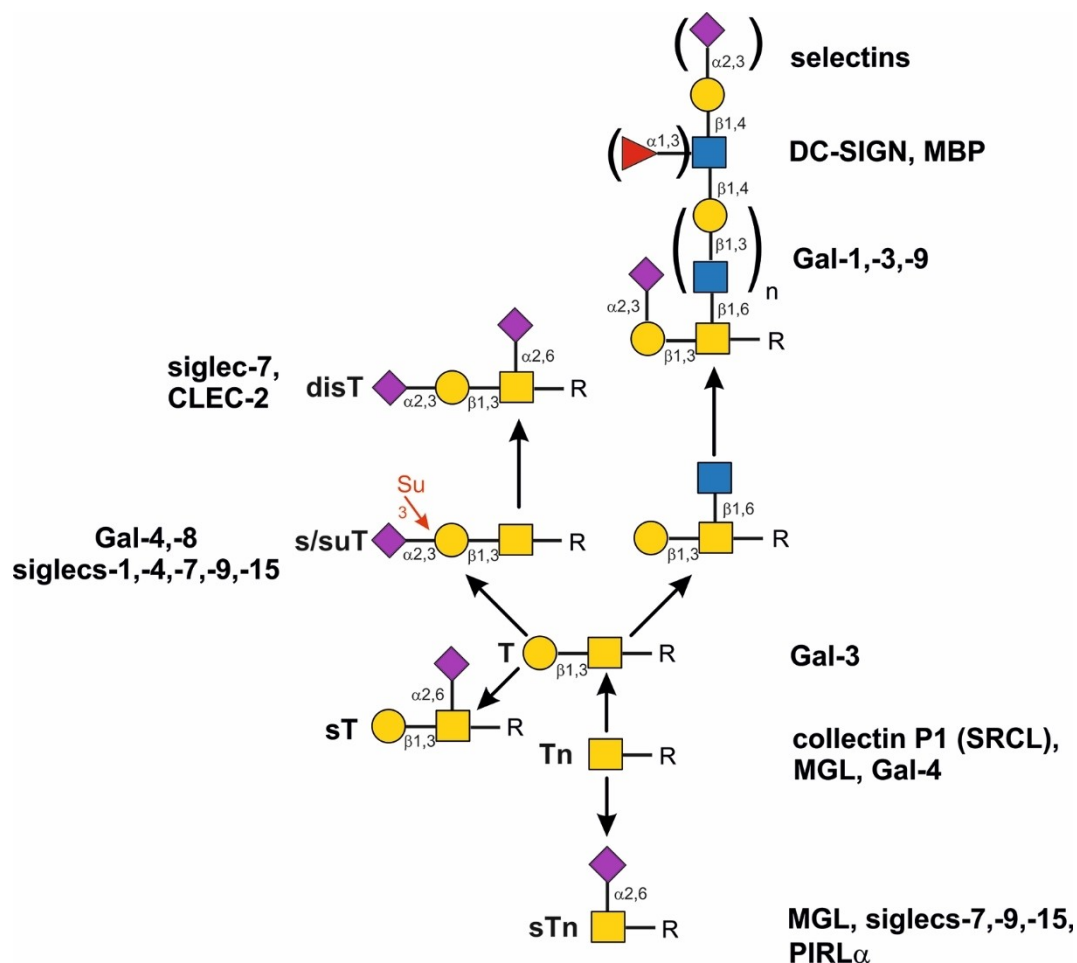 α2,3
selectins
β1,4
α1,3
DC-SIGN, MBP
β1,4
β1,3
Gal-1,-3,-9
n
α2,3
β1,6
β1,3
R
α2,6
siglec-7,
CLEC-2
disT
α2,3
β1,3
R
Su
3
β1,6
Gal-4,-8
siglecs-1,-4,-7,-9,-15
s/suT
α2,3
β1,3
R
β1,3
R
T
β1,3
R
Gal-3
α2,6
sT
β1,3
R
Tn
R
collectin P1 (SRCL),
MGL, Gal-4
α2,6
sTn
R
MGL, siglecs-7,-9,-15,
PIRLα